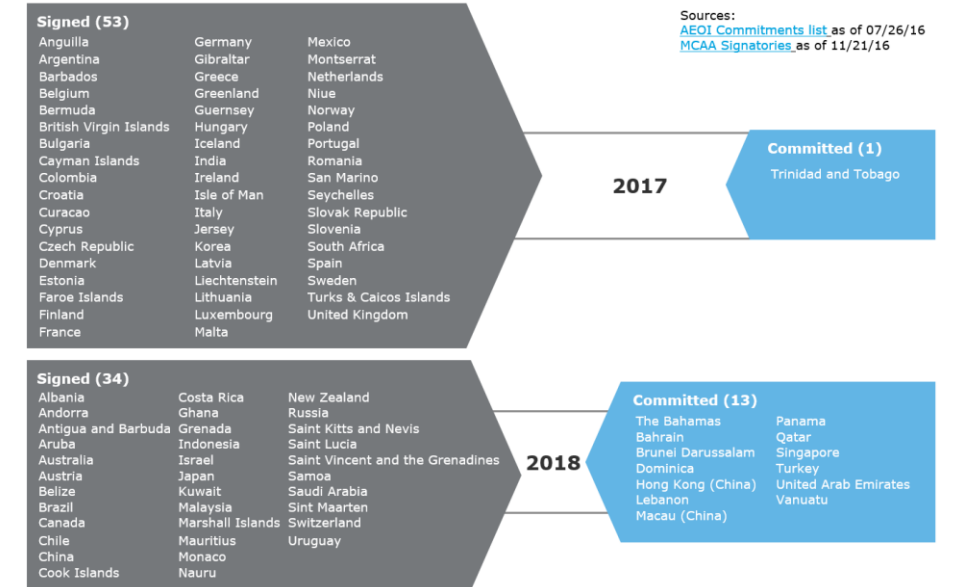 Signed (53)
Anguilla
Argentina
Barbados
Belgium
Bermuda
British Virgin Islands
Bulgaria
Cayman Islands
Colombia
Croatia
Curacao
Cyprus
Czech Republic
Denmark
Estonia
Faroe Islands
Finland
France
Germany
Gibraltar
Greece
Greenland
Guernsey
Hungary
Iceland
India
Ireland
Isle of Man
Italy
Jersey
Korea
Latvia
Liechtenstein
Lithuania
Luxembourg
Malta
Mexico
Montserrat
Netherlands
Niue
Norway
Poland
Portugal
Romania
San Marino
Seychelles
Slovak Republic
Slovenia
South Africa
Spain
Sweden
Turks & Caicos Islands
United Kingdom
Sources:
AEOI Commitments list as of 07/26/16
MCAA Signatories as of 11/21/16
2017
Committed (1)
Trinidad and Tobago
Signed (34)
Albania
Andorra
Antigua and Barbuda
Aruba
Australia
Austria
Belize
Brazil
Canada
Chile
China
Cook Islands
Costa Rica
Ghana
Grenada
Indonesia
Israel
Japan
Kuwait
Malaysia
Marshall Islands
Mauritius
Monaco
Nauru
New Zealand
Russia
Saint Kitts and Nevis
Saint Lucia
Saint Vincent and the Grenadines
Samoa
Saudi Arabia
Sint Maarten
Switzerland
Uruguay
2018
Committed (13)
The Bahamas
Bahrain
Brunei Darussalam
Dominica
Hong Kong (China)
Lebanon
Macau (China)
Panama
Qatar
Singapore
Turkey
United Arab Emirates
Vanuatu